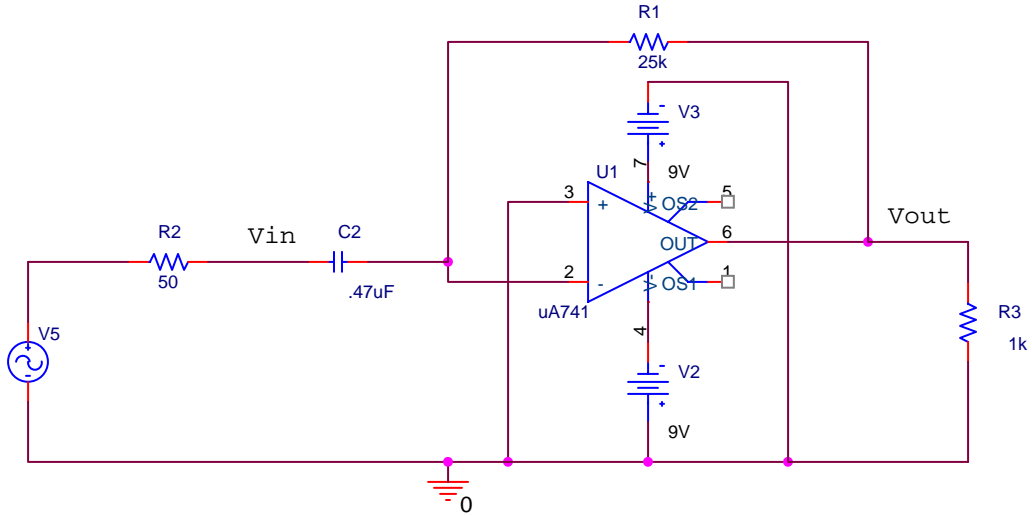 R1
25k
-
V3
+
7
9V
U1
3
+
V+
OS2
5
Vin
C2
R2
50
.47uF
OUT
6
Vout
2
-
V-
OS1
1
uA741
4
R3
1k
V5
+
-
-
V2
+
9V
0